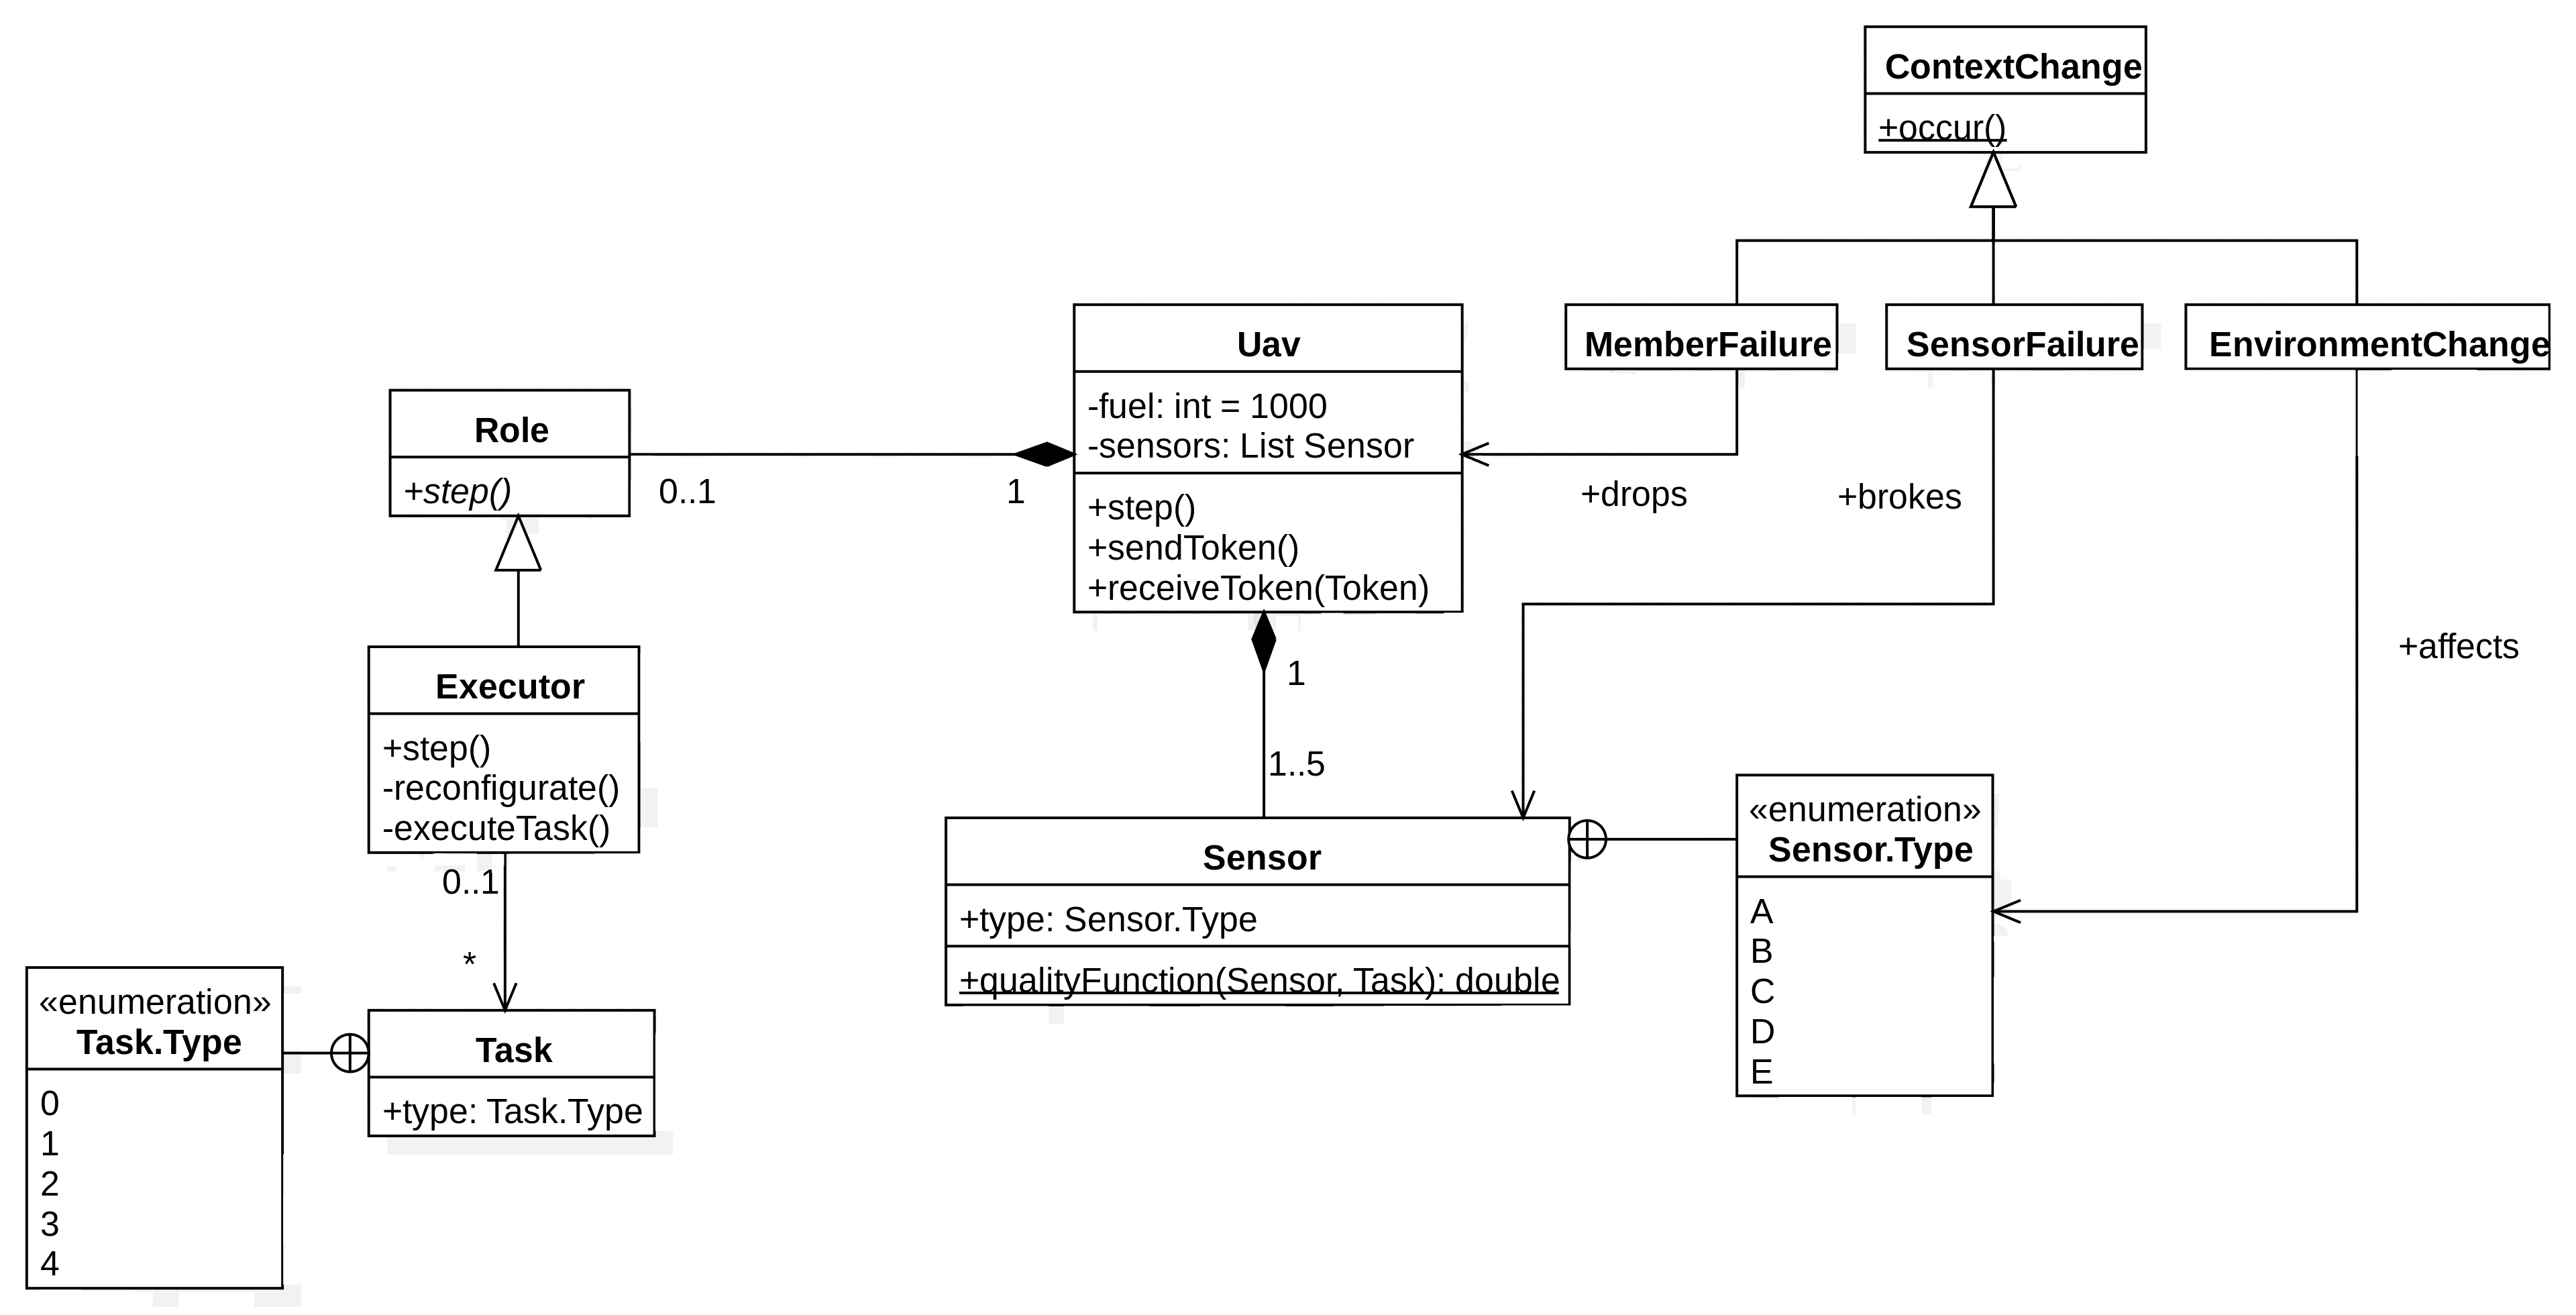 ContextChange
+occur()
MemberFailure
SensorFailure
EnvironmentChange
Uav
-fuel: int = 1000
-sensors: List Sensor
+step()
+sendToken()
+receiveToken(Token)
Role
+step()
0..1
1
+drops
+brokes
+affects
1
1..5
Executor
+step()
-reconfigurate()
-executeTask()
0..1
*
Sensor
+type: Sensor.Type
+qualityFunction(Sensor, Task): double
«enumeration»
Sensor.Type
A
B
C
D
E
«enumeration»
Task.Type
0
1
2
3
4
Task
+type: Task.Type